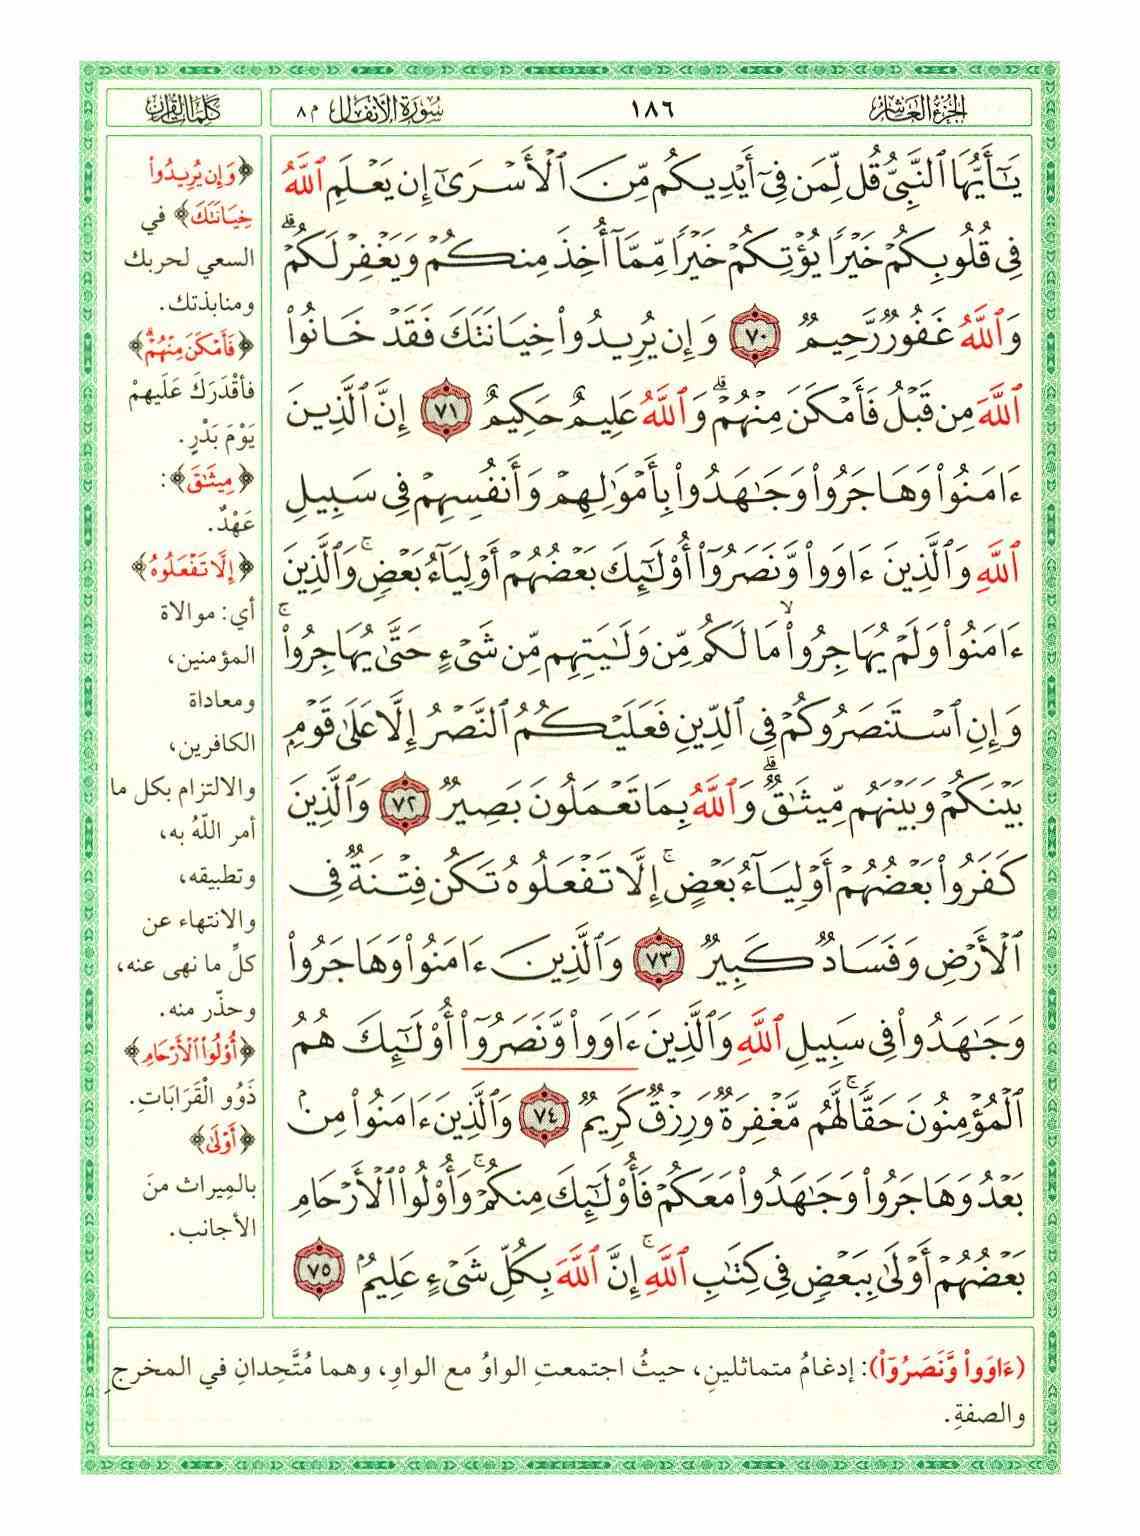 الجزء العاشر
١٨٦
سورة الأنفال ٨ م
كلمات القرآن
يَٰٓأَيُّهَا ٱلنَّبِىُّ قُل لِّمَن فِىٓ أَيْدِيكُم مِّنَ ٱلْأَسْرَىٰٓ إِن يَعْلَمِ ٱللَّهُ
فِى قُلُوبِكُمْ خَيْرًا يُؤْتِكُمْ خَيْرًا مِّمَّآ أُخِذَ مِنكُمْ وَيَغْفِرْ لَكُمْۗ
وَٱللَّهُ غَفُورٌ رَّحِيمٌ ٧٠ وَإِن يُرِيدُوا۟ خِيَانَتَكَ فَقَدْ خَانُوا۟
ٱللَّهَ مِن قَبْلُ فَأَمْكَنَ مِنْهُمْۗ وَٱللَّهُ عَلِيمٌ حَكِيمٌ ٧١ إِنَّ ٱلَّذِينَ
ءَامَنُوا۟ وَهَاجَرُوا۟ وَجَٰهَدُوا۟ بِأَمْوَٰلِهِمْ وَأَنفُسِهِمْ فِى سَبِيلِ
ٱللَّهِ وَٱلَّذِينَ ءَاوَوا۟ وَّنَصَرُوٓا۟ أُو۟لَٰٓئِكَ بَعْضُهُمْ أَوْلِيَآءُ بَعْضٍۚ وَٱلَّذِينَ
ءَامَنُوا۟ وَلَمْ يُهَاجِرُوا۟ مَا لَكُم مِّن وَلَٰيَتِهِم مِّن شَىْءٍ حَتَّىٰ يُهَاجِرُوا۟ۚ
وَإِنِ ٱسْتَنصَرُوكُمْ فِى ٱلدِّينِ فَعَلَيْكُمُ ٱلنَّصْرُ إِلَّا عَلَىٰ قَوْمٍۭ
بَيْنَكُمْ وَبَيْنَهُم مِّيثَٰقٌۗ وَٱللَّهُ بِمَا تَعْمَلُونَ بَصِيرٌ ٧٢ وَٱلَّذِينَ
كَفَرُوا۟ بَعْضُهُمْ أَوْلِيَآءُ بَعْضٍۚ إِلَّا تَفْعَلُوهُ تَكُن فِتْنَةٌ فِى
ٱلْأَرْضِ وَفَسَادٌ كَبِيرٌ ٧٣ وَٱلَّذِينَ ءَامَنُوا۟ وَهَاجَرُوا۟
وَجَٰهَدُوا۟ فِى سَبِيلِ ٱللَّهِ وَٱلَّذِينَ ءَاوَوا۟ وَّنَصَرُوٓا۟ أُو۟لَٰٓئِكَ هُمُ
ٱلْمُؤْمِنُونَ حَقًّاۚ لَّهُم مَّغْفِرَةٌ وَرِزْقٌ كَرِيمٌ ٧٤ وَٱلَّذِينَ ءَامَنُوا۟ مِنۢ
بَعْدُ وَهَاجَرُوا۟ وَجَٰهَدُوا۟ مَعَكُمْ فَأُو۟لَٰٓئِكَ مِنكُمْۚ وَأُو۟لُوا۟ ٱلْأَرْحَامِ
بَعْضُهُمْ أَوْلَىٰ بِبَعْضٍ فِى كِتَٰبِ ٱللَّهِۚ إِنَّ ٱللَّهَ بِكُلِّ شَىْءٍ عَلِيمٌۢ ٧٥
﴿وَإِن يُرِيدُوا۟
خِيَانَتَكَ﴾ في
السعي لحربك
ومنابذتك.
﴿فَأَمْكَنَ مِنْهُمْۗ﴾
فأقْدَرَكَ عَلَيهمْ
يَوْمَ بَدْرٍ.
﴿مِيثَٰقَ﴾:
عَهْدٌ.
﴿إِلَّا تَفْعَلُوهُ﴾
أي: موالاة
المؤمنين،
ومعاداة
الكافرين،
والالتزام بكل ما
أمر اللّهُ به،
وتطبيقه،
والانتهاء عن
كلِّ ما نهى عنه،
وحذّر منه.
﴿أُو۟لُوا۟ ٱلْأَرْحَامِ﴾
ذَوُو الْقَرَابَاتِ.
﴿أَوْلَىٰ﴾
بالمِيراث منَ
الأجانب.
(ءَاوَوا۟ وَّنَصَرُوٓا۟): إدغامُ متماثلينِ، حيثُ اجتمعتِ الواوُ مع الواوِ، وهما مُتَّحِدانِ في المخرجِ
والصفةِ.